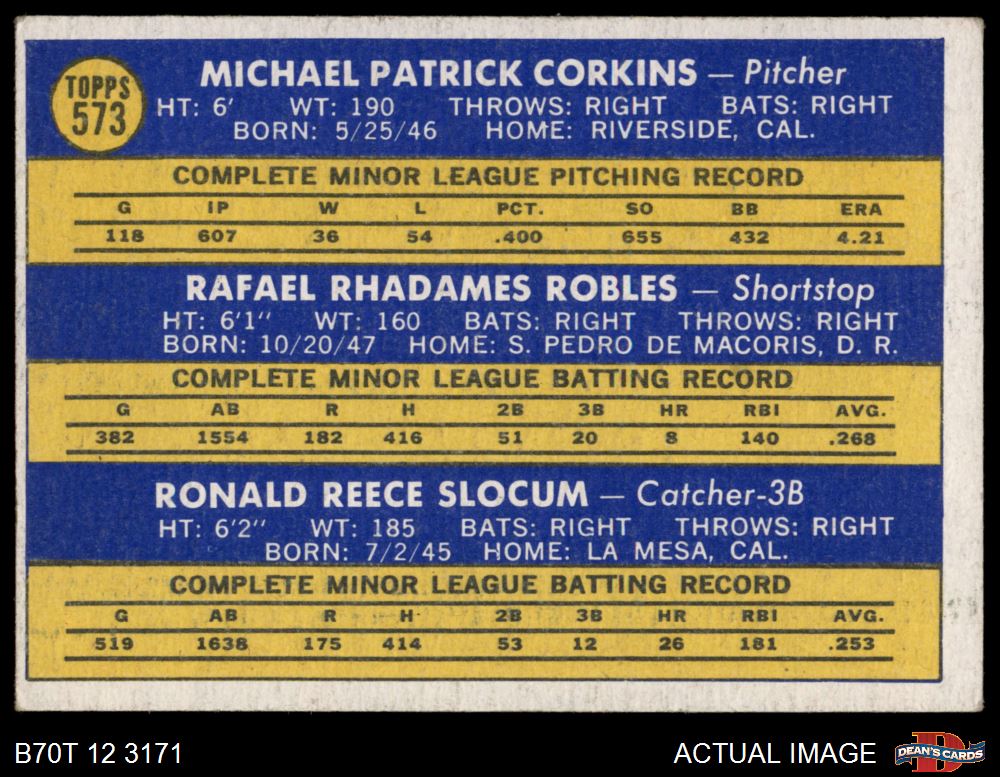 TOPPS
573
MICHAEL PATRICK CORKINS — Pitcher
HT: 6' WT: 190 THROWS: RIGHT BATS: RIGHT
BORN: 5/25/46 HOME: RIVERSIDE, CAL.
COMPLETE MINOR LEAGUE PITCHING RECORD
G IP W L PCT. SO BB ERA
118 607 36 54 .400 655 432 4.21
RAFAEL RHADAMES ROBLES — Shortstop
HT: 6'1" WT: 160 BATS: RIGHT THROWS: RIGHT
BORN: 10/20/47 HOME: S. PEDRO DE MACORIS, D. R.
COMPLETE MINOR LEAGUE BATTING RECORD
G AB R H 2B 3B HR RBI AVG.
382 1554 182 416 51 20 8 140 .268
RONALD REECE SLOCUM — Catcher-3B
HT: 6'2" WT: 185 BATS: RIGHT THROWS: RIGHT
BORN: 7/2/45 HOME: LA MESA, CAL.
COMPLETE MINOR LEAGUE BATTING RECORD
G AB R H 2B 3B HR RBI AVG.
519 1638 175 414 53 12 26 181 .253
B70T 12 3171
ACTUAL IMAGE
D
DEAN'S CARDS